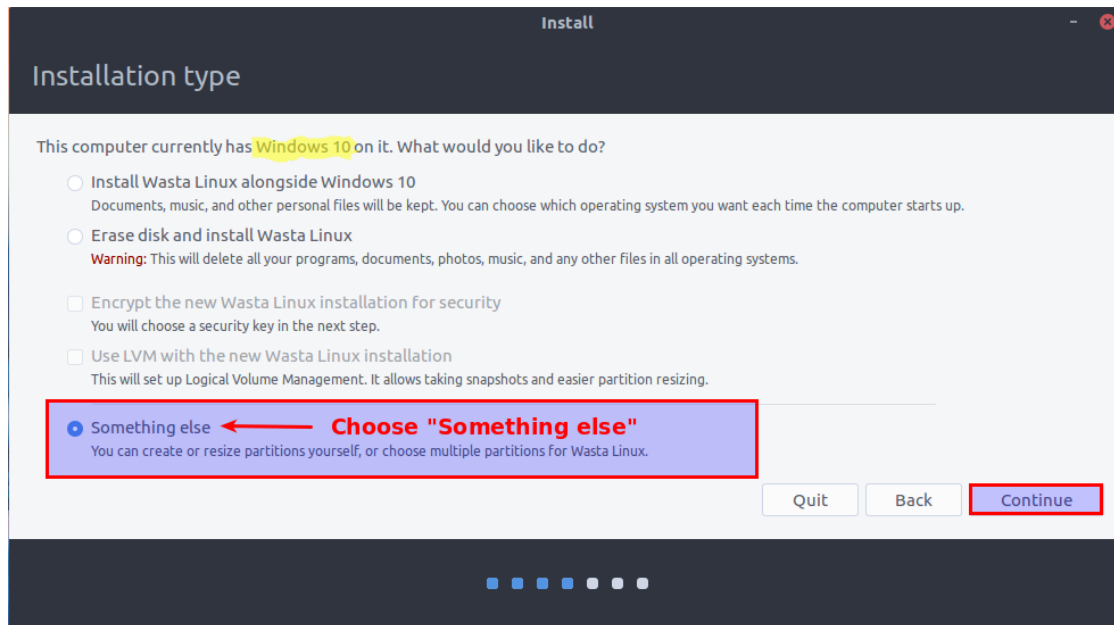 Install
Installation type
This computer currently has Windows 10 on it. What would you like to do?
Install Wasta Linux alongside Windows 10
Documents, music, and other personal files will be kept. You can choose which operating system you want each time the computer starts up.
Erase disk and install Wasta Linux
Warning: This will delete all your programs, documents, photos, music, and any other files in all operating systems.
Encrypt the new Wasta Linux installation for security
You will choose a security key in the next step.
Use LVM with the new Wasta Linux installation
This will set up Logical Volume Management. It allows taking snapshots and easier partition resizing.
Something else Choose "Something else"
You can create or resize partitions yourself, or choose multiple partitions for Wasta Linux.
Quit Back Continue